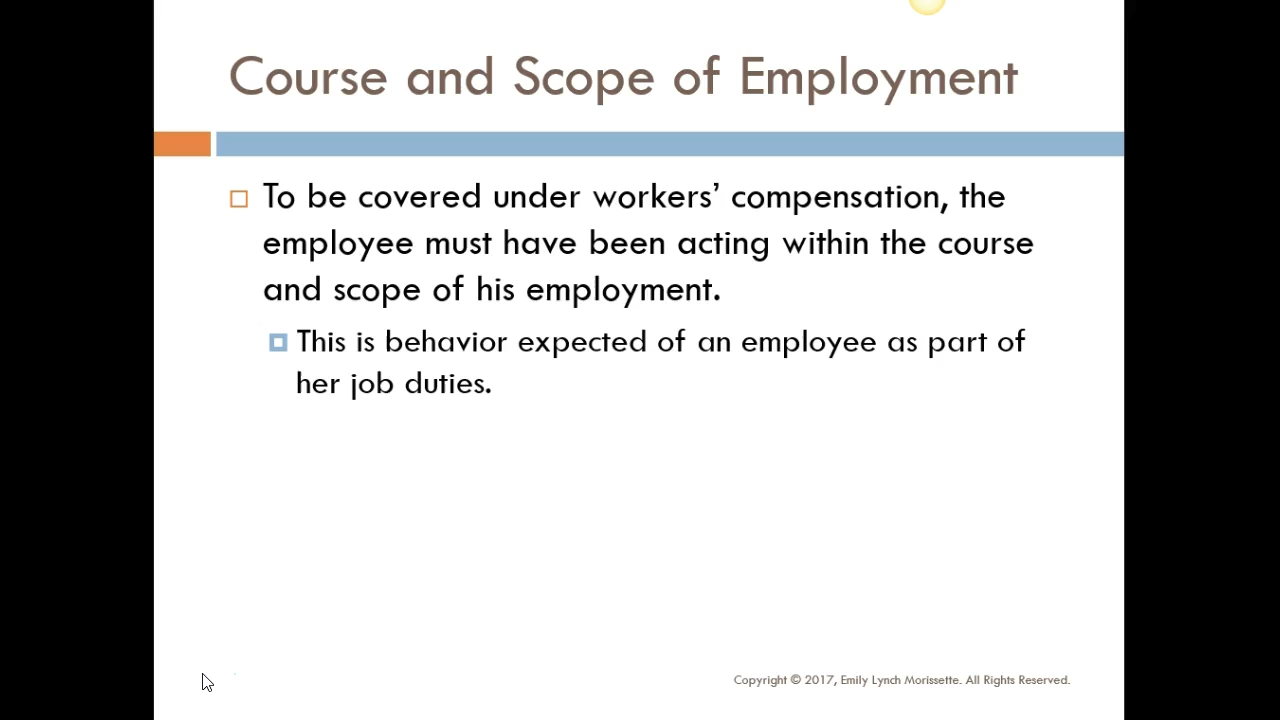 Course and Scope of Employment
To be covered under workers’ compensation, the
employee must have been acting within the course
and scope of his employment.
This is behavior expected of an employee as part of
her job duties.
Copyright © 2017, Emily Lynch Morissette. All Rights Reserved.